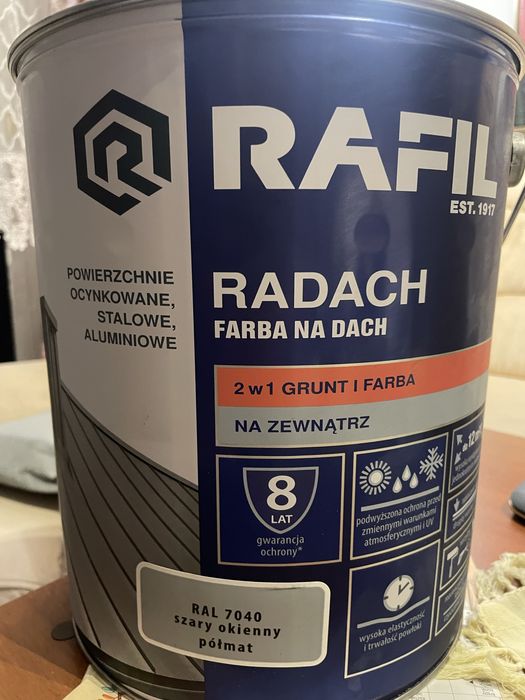 RAFIL
EST. 1917
POWIERZCHNIE
OCYNKOWANE,
STALOWE,
ALUMINIOWE
RADACH
FARBA NA DACH
2 w 1 GRUNT I FARBA
NA ZEWNĄTRZ
8
LAT
gwarancja
ochrony*
podwyższona ochrona przed
zmiennymi warunkami
atmosferycznymi i UV
wysoka elastyczność
i trwałość powłoki
RAL 7040
szary okienny
półmat